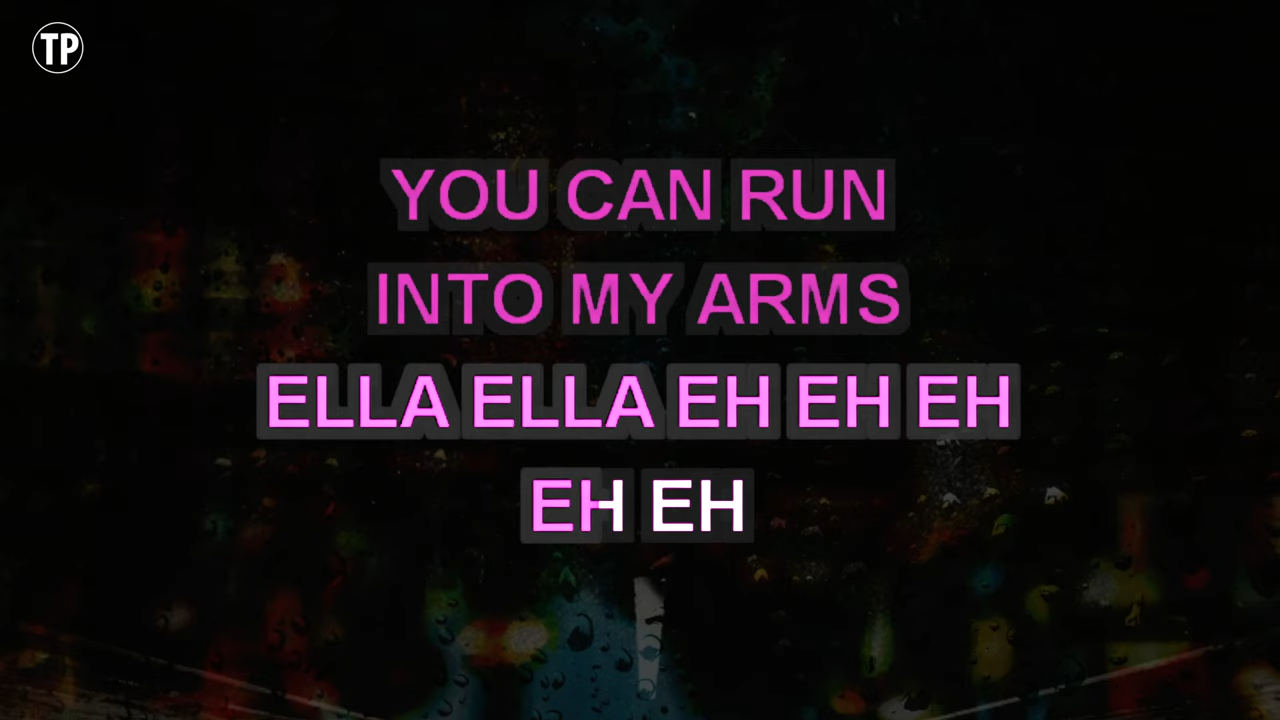 TP
YOU CAN RUN
INTO MY ARMS
ELLA ELLA EH EH EH
EH EH